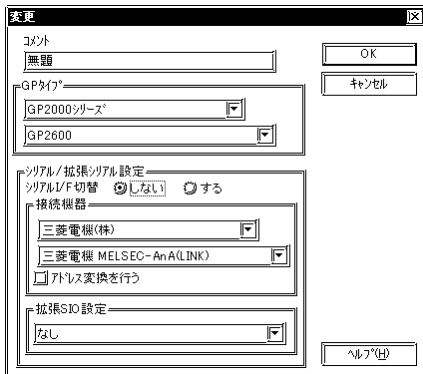 変更
コメント
無題
OK
キャンセル
GPタイプ
GP2000シリーズ
GP2600
シリアル/拡張シリアル設定
シリアルI/F切替 しない する
接続機器
三菱電機(株)
三菱電機 MELSEC-AnA(LINK)
アドレス変換を行う
拡張SIO設定
なし
ヘルプ(H)